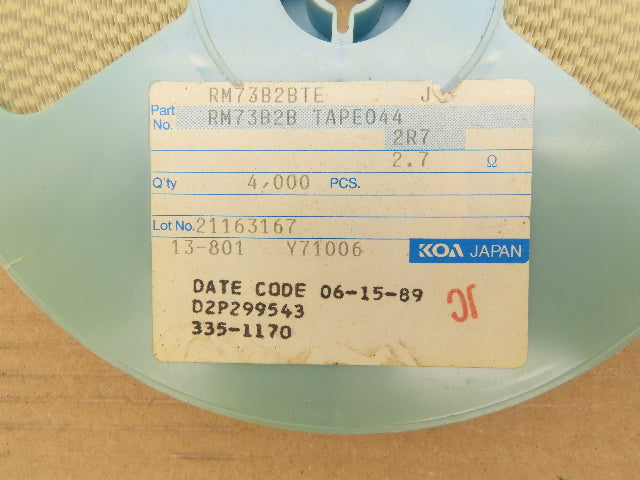 RM73B2BTE J
Part No. RM73B2B TAPE044
2R7
2.7 Ω
Q'ty 4,000 PCS.
Lot No. 21163167
13-801 Y71006 KOA JAPAN
DATE CODE 06-15-89
D2P299543
335-1170